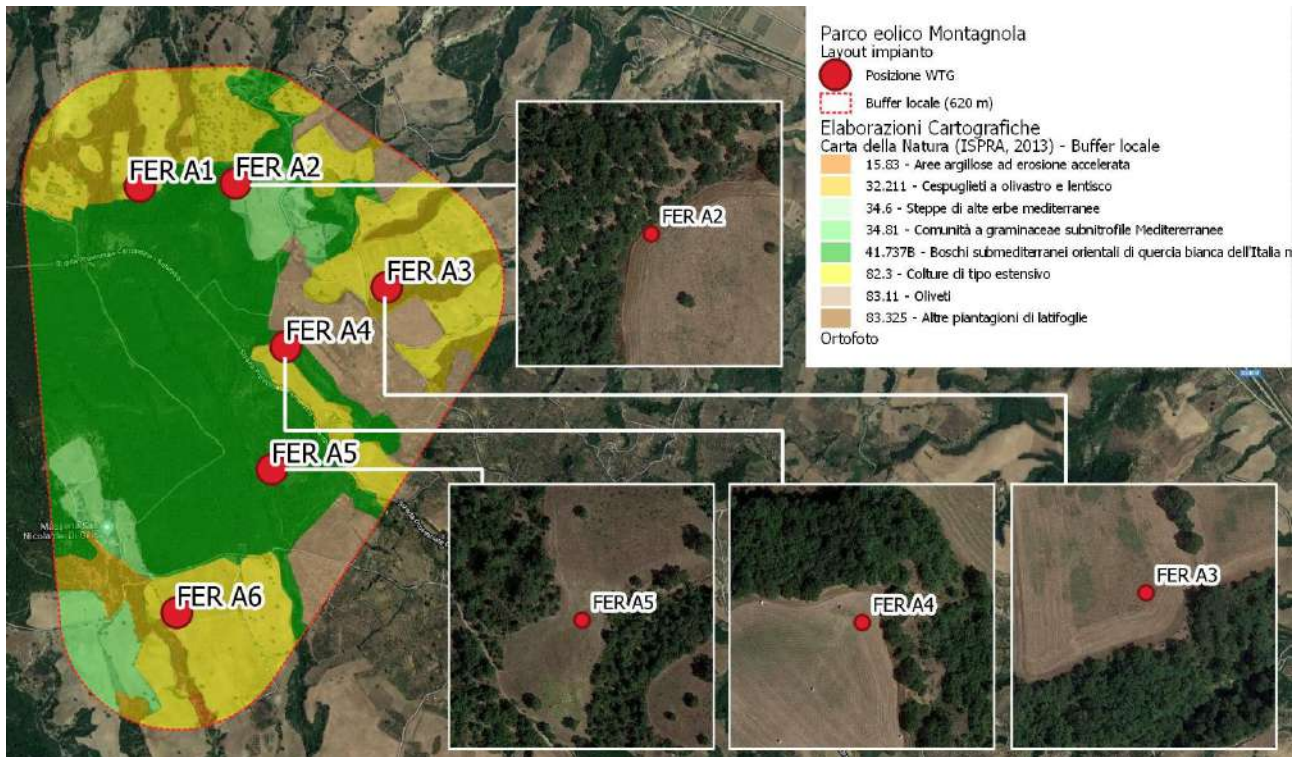 Parco eolico Montagnola
Layout impianto
Posizione WTG
Buffer locale (620 m)
Elaborazioni Cartografiche
Carta della Natura (ISPRA, 2013) - Buffer locale
15.83 - Aree argillose ad erosione accelerata
32.211 - Cespuglieti a olivastro e lentisco
34.6 - Steppe di alte erbe mediterranee
34.81 - Comunità a graminaceae subnitrofile Meditererranee
41.737B - Boschi submediterranei orientali di quercia bianca dell'Italia m
82.3 - Colture di tipo estensivo
83.11 - Oliveti
83.325 - Altre piantagioni di latifoglie
Ortofoto
FER A1
FER A2
FER A3
FER A4
FER A5
FER A6
FER A2
FER A5
FER A4
FER A3